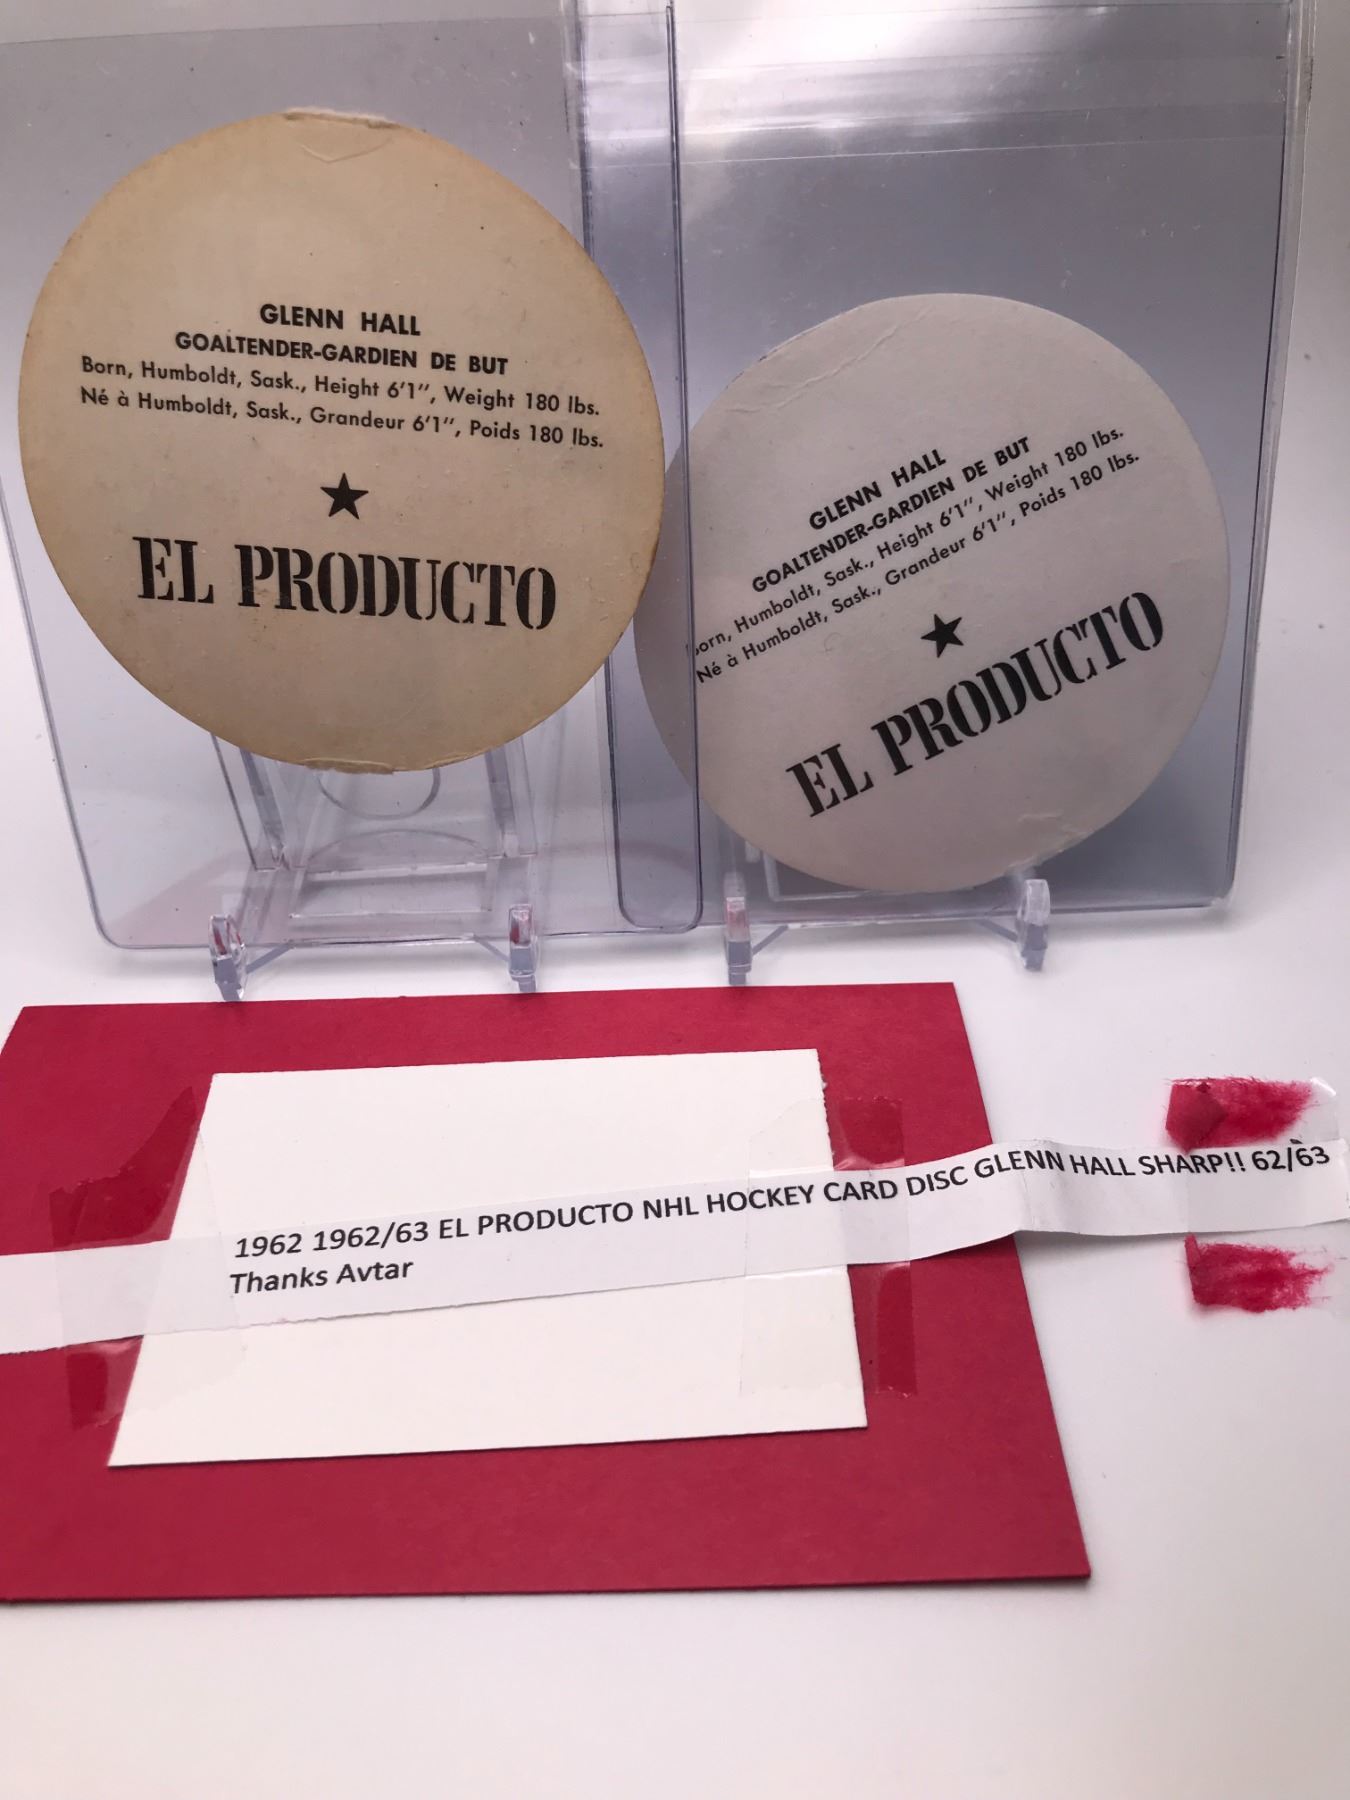 GLENN HALL
GOALTENDER-GARDIEN DE BUT
Born, Humboldt, Sask., Height 6'1", Weight 180 lbs.
Né à Humboldt, Sask., Grandeur 6'1", Poids 180 lbs.
EL PRODUCTO
GLENN HALL
GOALTENDER-GARDIEN DE BUT
orn, Humboldt, Sask., Height 6'1", Weight 180 lbs.
Né à Humboldt, Sask., Grandeur 6'1", Poids 180 lbs.
EL PRODUCTO
1962 1962/63 EL PRODUCTO NHL HOCKEY CARD DISC GLENN HALL SHARP!! 62/63
Thanks Avtar